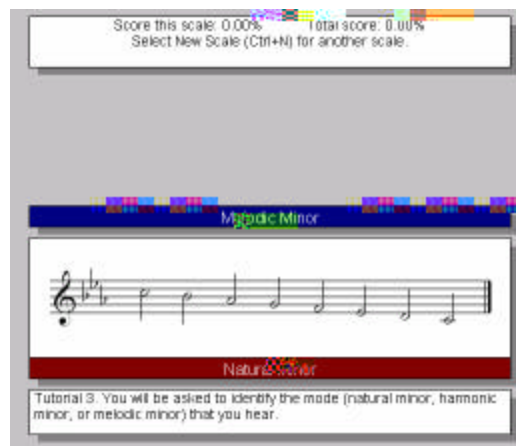 Score this scale: 0.00% Total score: 0.00%
Select New Scale (Ctrl+N) for another scale.
Melodic Minor
Natural Minor
Tutorial 3. You will be asked to identify the mode (natural minor, harmonic
minor, or melodic minor) that you hear.